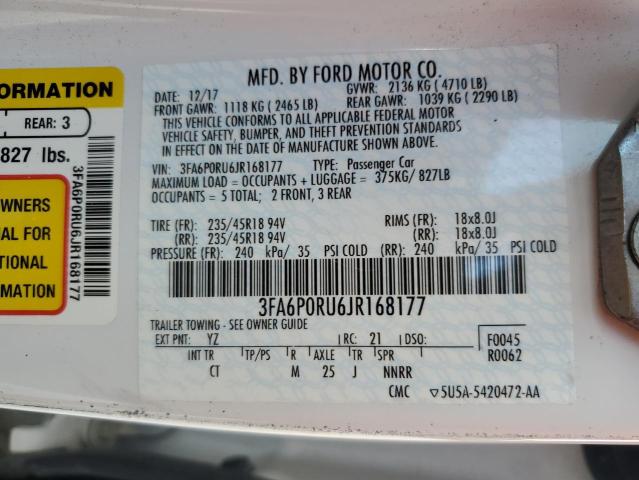 ORMATION
REAR: 3
827 lbs.
WNERS
AL FOR
TIONAL
ORMATION
3FA6P0RU6JR168177
MFD. BY FORD MOTOR CO.
DATE: 12/17 GVWR: 2136 KG ( 4710 LB)
FRONT GAWR: 1118 KG ( 2465 LB) REAR GAWR: 1039 KG ( 2290 LB)
THIS VEHICLE CONFORMS TO ALL APPLICABLE FEDERAL MOTOR
VEHICLE SAFETY, BUMPER, AND THEFT PREVENTION STANDARDS
IN EFFECT ON THE DATE OF MANUFACTURE SHOWN ABOVE.
VIN: 3FA6P0RU6JR168177 TYPE: Passenger Car
MAXIMUM LOAD = OCCUPANTS + LUGGAGE = 375KG/ 827LB
OCCUPANTS = 5 TOTAL; 2 FRONT, 3 REAR
TIRE (FR): 235/45R18 94V RIMS (FR): 18x8.0J
(RR): 235/45R18 94V (RR): 18x8.0J
PRESSURE (FR): 240 kPa/ 35 PSI COLD (RR): 240 kPa/ 35 PSI COLD
3FA6P0RU6JR168177
TRAILER TOWING - SEE OWNER GUIDE
EXT PNT: YZ RC: 21 DSO: F0045
INT TR TP/PS R AXLE TR SPR R0062
CT M 25 J NNRR
CMC ▽5U5A-5420472-AA